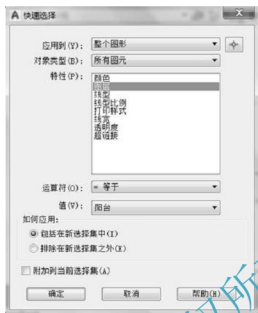 快速选择
应用到(Y): 整个图形
对象类型(B): 所有图元
特性(P): 颜色
图层
线型
线型比例
打印样式
线宽
透明度
超链接
运算符(O): = 等于
值(V): 阳台
如何应用:
包括在新选择集中(I)
排除在新选择集之外(E)
附加到当前选择集(A)
确定 取消 帮助(H)